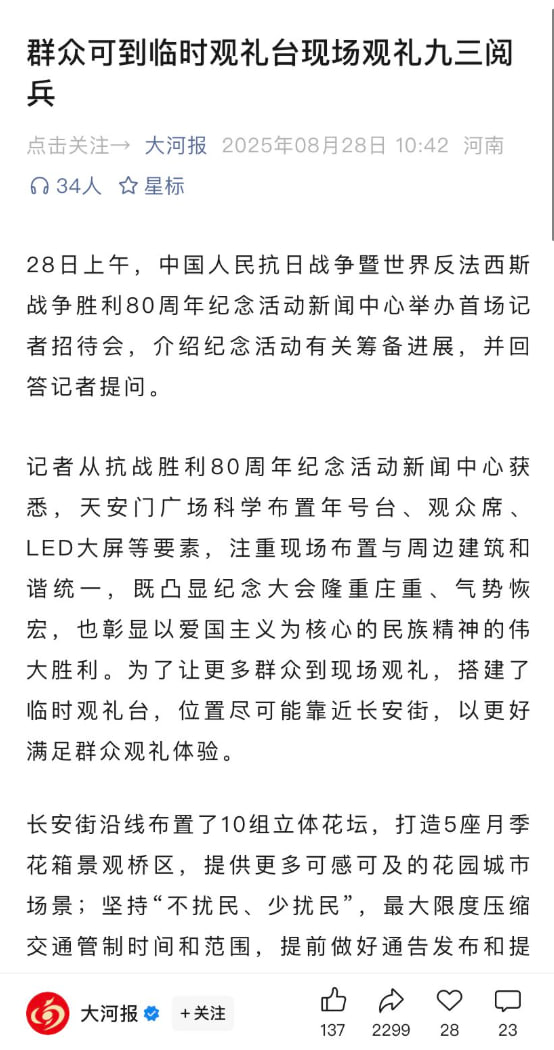 群众可到临时观礼台现场观礼九三阅
兵
点击关注→ 大河报 2025年08月28日 10:42 河南
34人 星标
28日上午，中国人民抗日战争暨世界反法西斯
战争胜利80周年纪念活动新闻中心举办首场记
者招待会，介绍纪念活动有关筹备进展，并回
答记者提问。
记者从抗战胜利80周年纪念活动新闻中心获
悉，天安门广场科学布置年号台、观众席、
LED大屏等要素，注重现场布置与周边建筑和
谐统一，既凸显纪念大会隆重庄重、气势恢
宏，也彰显以爱国主义为核心的民族精神的伟
大胜利。为了让更多群众到现场观礼，搭建了
临时观礼台，位置尽可能靠近长安街，以更好
满足群众观礼体验。
长安街沿线布置了10组立体花坛，打造5座月季
花箱景观桥区，提供更多可感可及的花园城市
场景；坚持“不扰民、少扰民”，最大限度压缩
交通管制时间和范围，提前做好通告发布和提
大河报 +关注
137 2299 28 23